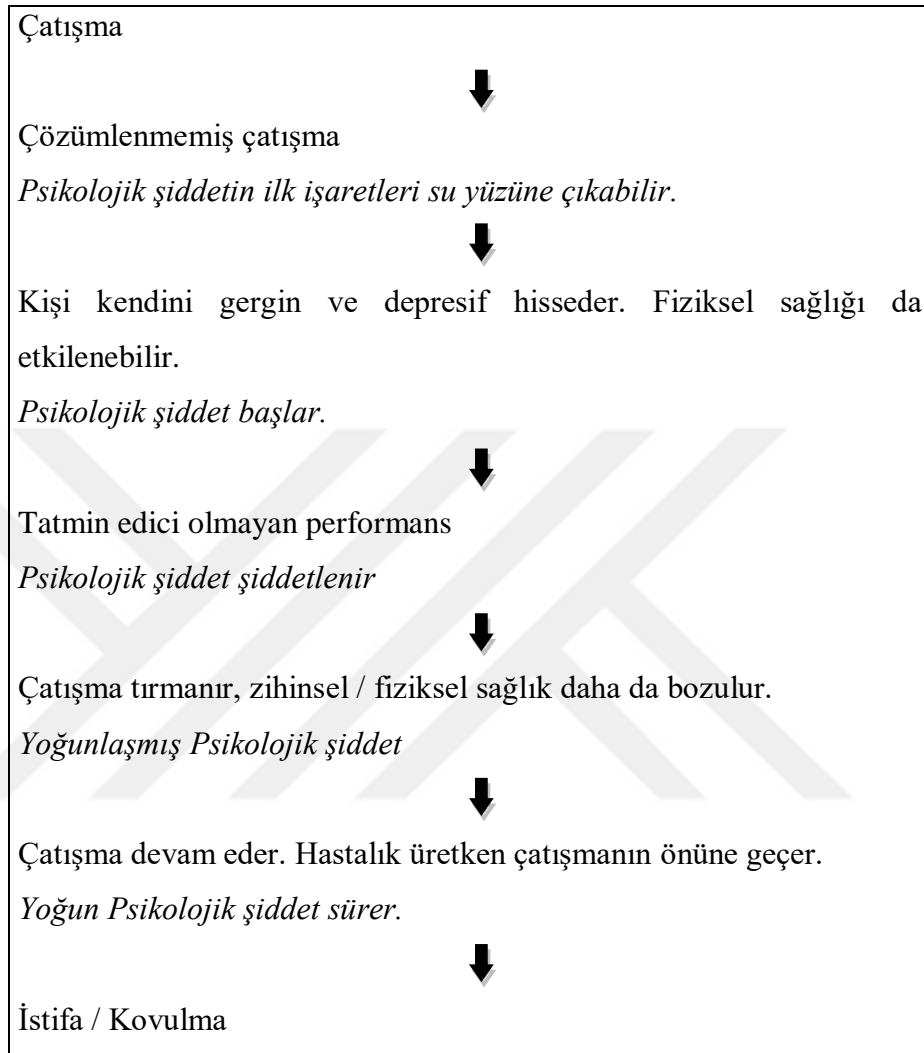 Çatışma
Çözümlenmemiş çatışma
Psikolojik şiddetin ilk işaretleri su yüzüne çıkabilir.
Kişi kendini gergin ve depresif hisseder. Fiziksel sağlığı da
etkilenebilir.
Psikolojik şiddet başlar.
Tatmin edici olmayan performans
Psikolojik şiddet şiddetlenir
Çatışma tırmanır, zihinsel / fiziksel sağlık daha da bozulur.
Yoğunlaşmış Psikolojik şiddet
Çatışma devam eder. Hastalık üretken çatışmanın önüne geçer.
Yoğun Psikolojik şiddet sürer.
İstifa / Kovulma